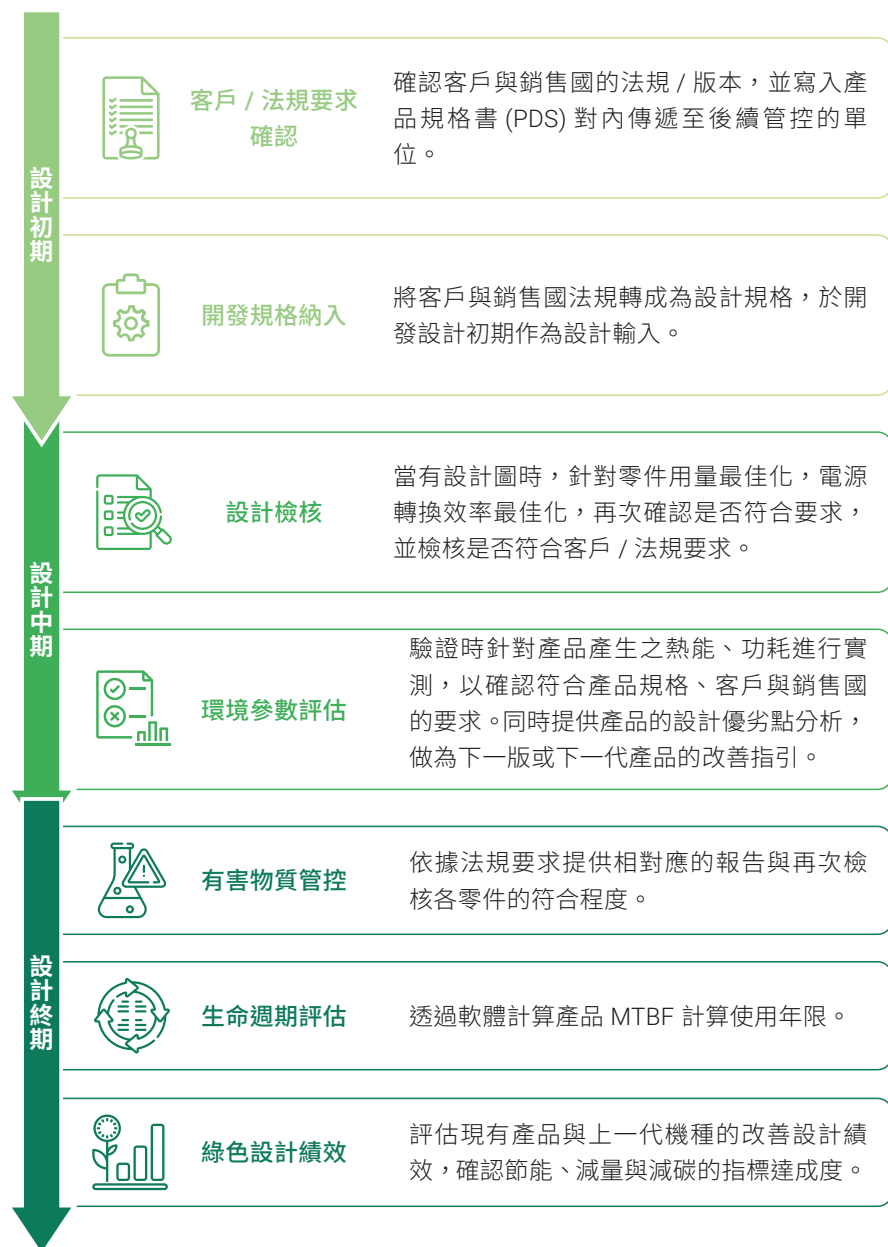 設計初期
客戶 / 法規要求
確認
確認客戶與銷售國的法規 / 版本，並寫入產
品規格書 (PDS) 對內傳遞至後續管控的單
位。
開發規格納入
將客戶與銷售國法規轉成為設計規格，於開
發設計初期作為設計輸入。
設計中期
設計檢核
當有設計圖時，針對零件用量最佳化，電源
轉換效率最佳化，再次確認是否符合要求，
並檢核是否符合客戶 / 法規要求。
環境參數評估
驗證時針對產品產生之熱能、功耗進行實
測，以確認符合產品規格、客戶與銷售國
的要求。同時提供產品的設計優劣點分析，
做為下一版或下一代產品的改善指引。
設計終期
有害物質管控
依據法規要求提供相對應的報告與再次檢
核各零件的符合程度。
生命週期評估
透過軟體計算產品 MTBF 計算使用年限。
綠色設計績效
評估現有產品與上一代機種的改善設計績
效，確認節能、減量與減碳的指標達成度。